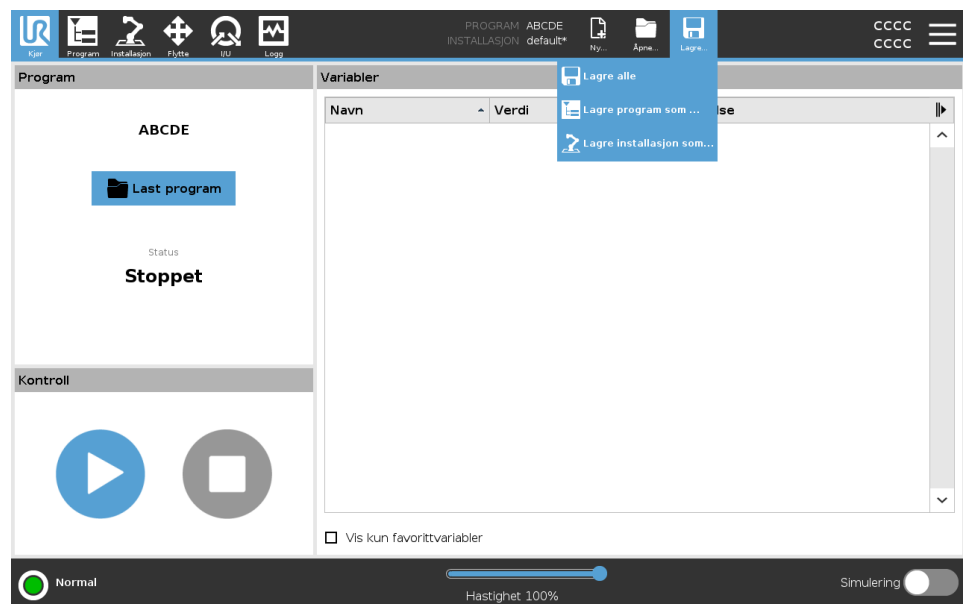 UR
Kjør
Program
Installasjon
Flytte
I/U
Logg
PROGRAM ABCDE
INSTALLASJON default*
Ny...
Åpne...
Lagre...
CCCC
CCCC
Program
ABCDE
Last program
Status
Stoppet
Kontroll
Variabler
Lagre alle
Lagre program som ...
Lagre installasjon som...
Navn
Verdi
lse
Vis kun favorittvariabler
Normal
Hastighet 100%
Simulering